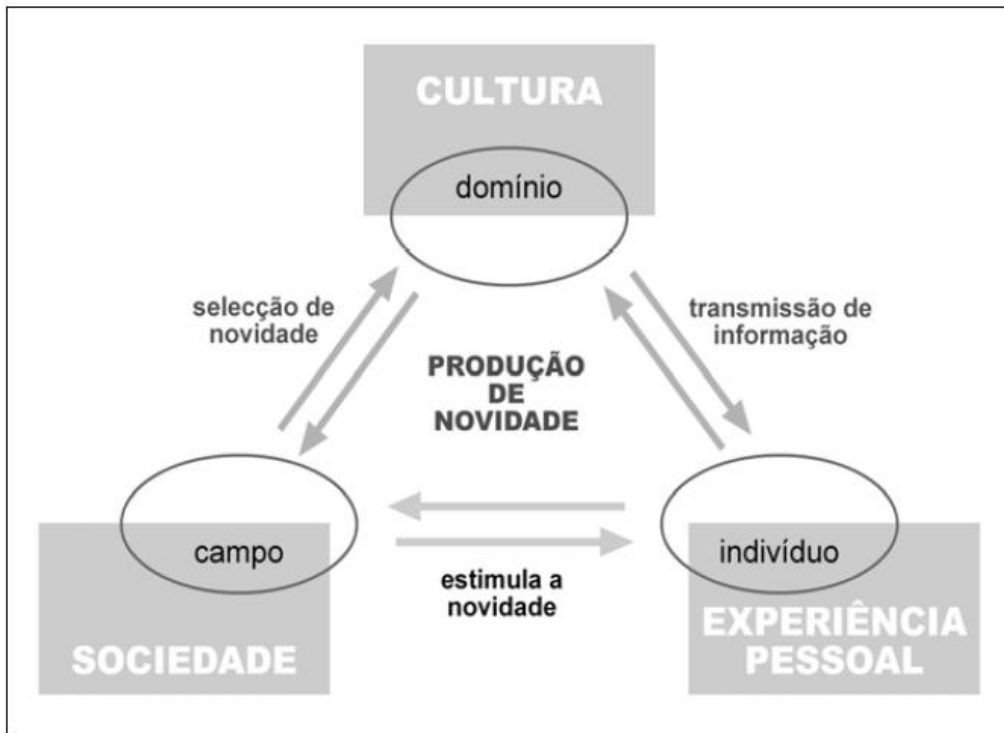 CULTURA
domínio
selecção de
novidade
transmissão de
informação
PRODUÇÃO
DE
NOVIDADE
campo
indivíduo
estimula a
novidade
SOCIEDADE
EXPERIÊNCIA
PESSOAL